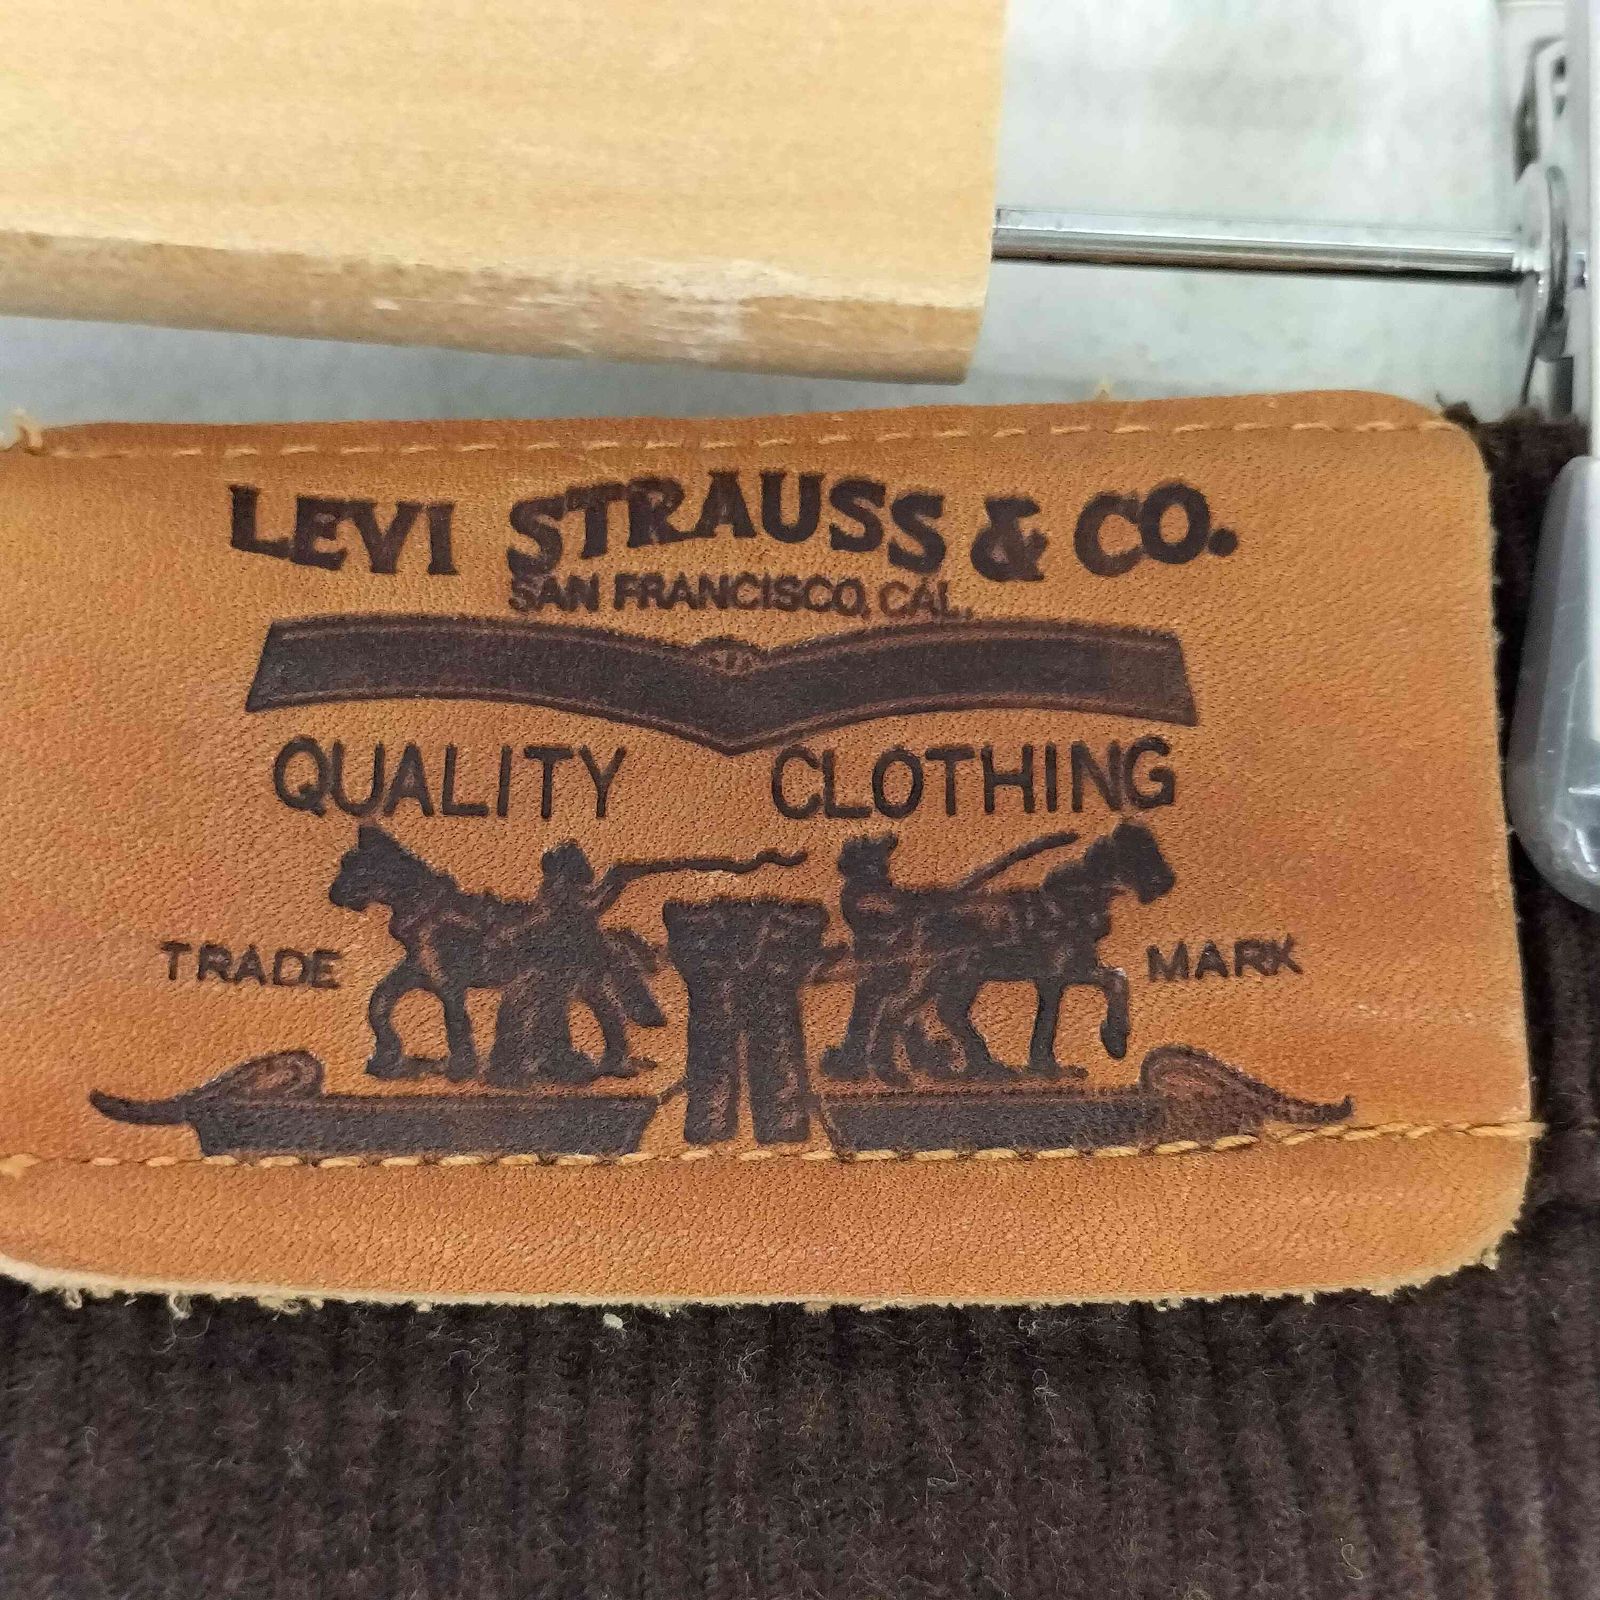 LEVI STRAUSS & CO.
SAN FRANCISCO, CAL.
QUALITY CLOTHING
TRADE MARK